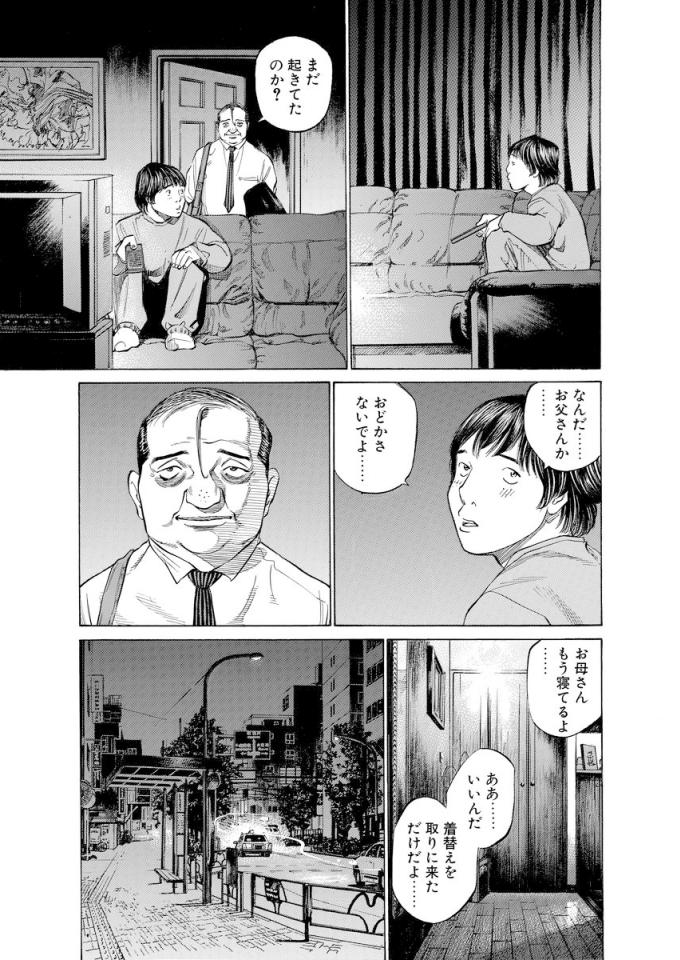 まだ
起きてた
のか?
なんだ……
お父さんか
……
おどかさ
ないでよ……
お母さん
もう寝てるよ
……
ああ……
いいんだ
着替えを
取りに来た
だけだよ……